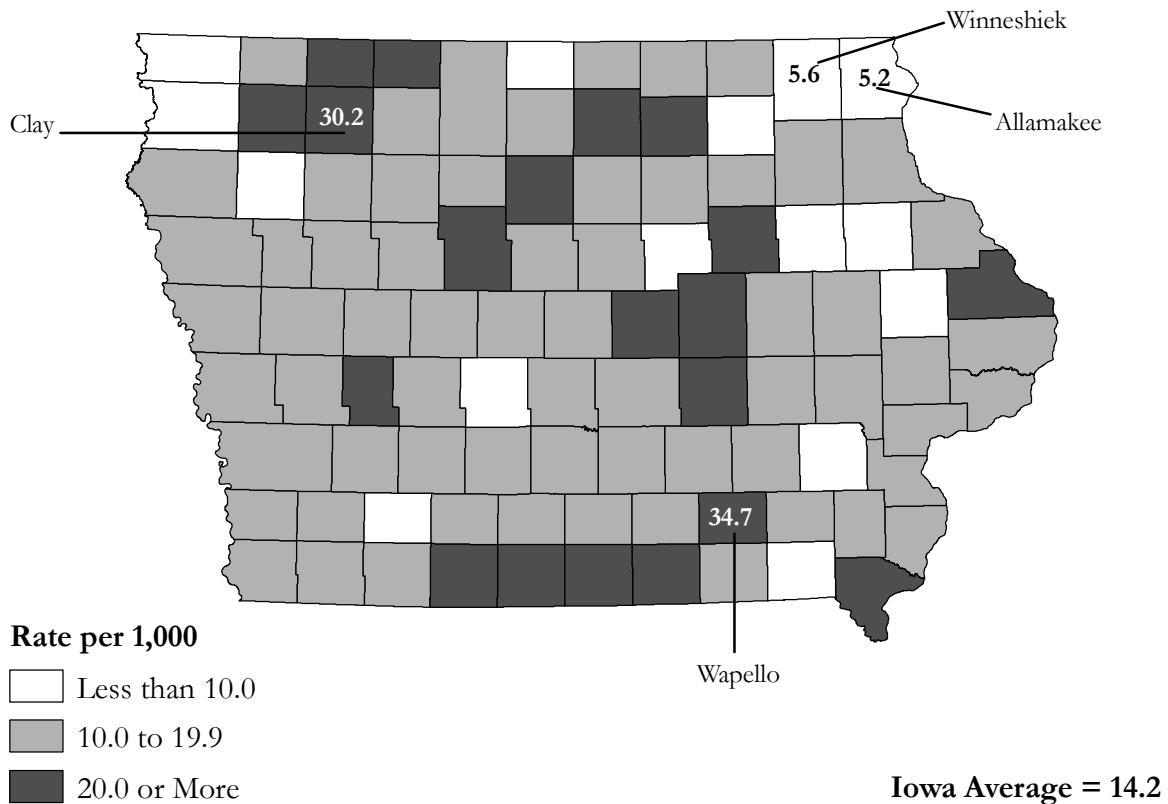 Winneshiek
5.6
5.2
Clay
30.2
Allamakee
34.7
Wapello
Rate per 1,000
Less than 10.0
10.0 to 19.9
20.0 or More
Iowa Average = 14.2